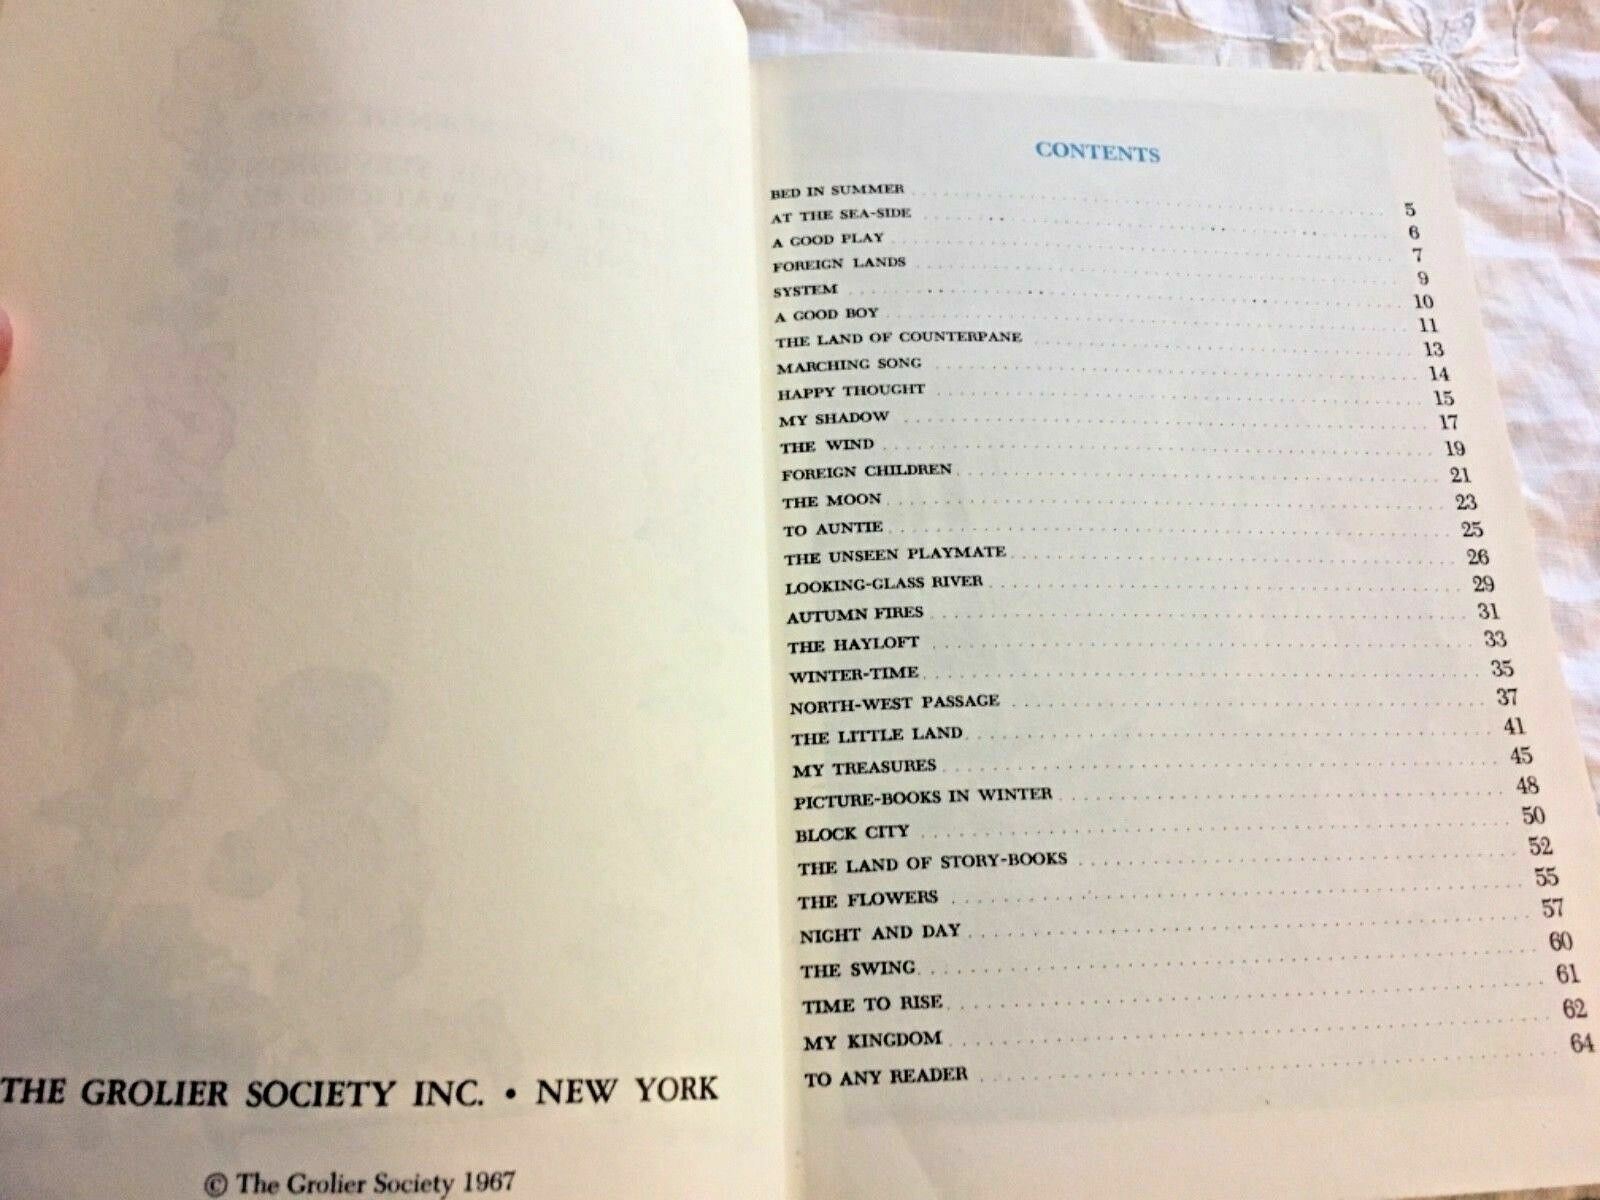 THE GROLIER SOCIETY INC. • NEW YORK
© The Grolier Society 1967
CONTENTS
BED IN SUMMER 5
AT THE SEA-SIDE 6
A GOOD PLAY 7
FOREIGN LANDS 9
SYSTEM 10
A GOOD BOY 11
THE LAND OF COUNTERPANE 13
MARCHING SONG 14
HAPPY THOUGHT 15
MY SHADOW 17
THE WIND 19
FOREIGN CHILDREN 21
THE MOON 23
TO AUNTIE 25
THE UNSEEN PLAYMATE 26
LOOKING-GLASS RIVER 29
AUTUMN FIRES 31
THE HAYLOFT 33
WINTER-TIME 35
NORTH-WEST PASSAGE 37
THE LITTLE LAND 41
MY TREASURES 45
PICTURE-BOOKS IN WINTER 48
BLOCK CITY 50
THE LAND OF STORY-BOOKS 52
THE FLOWERS 55
NIGHT AND DAY 57
THE SWING 60
TIME TO RISE 61
MY KINGDOM 62
TO ANY READER 64